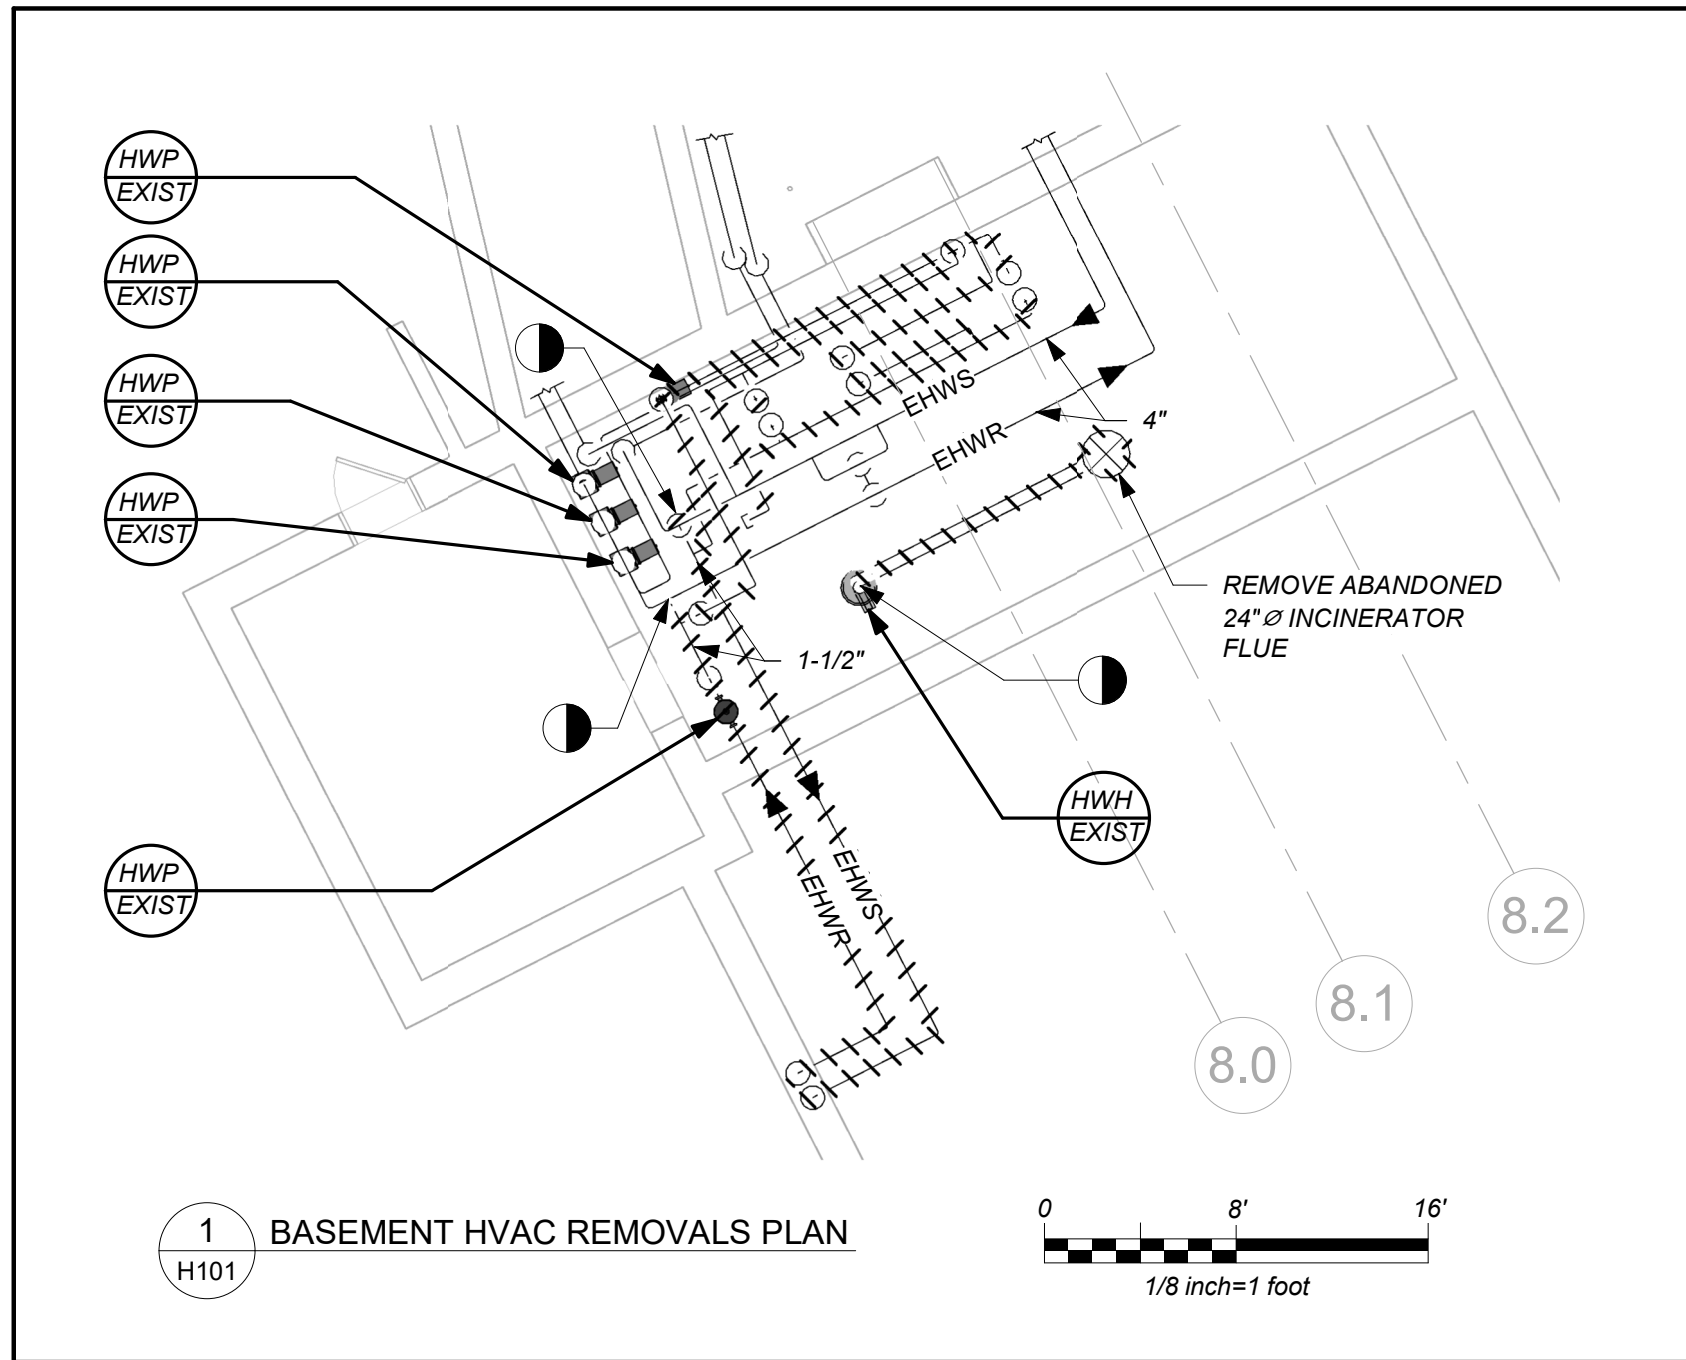 HWP
EXIST
HWP
EXIST
HWP
EXIST
HWP
EXIST
EHWS
EHWR
4"
REMOVE ABANDONED
24"Ø INCINERATOR
FLUE
1-1/2"
HWH
EXIST
HWP
EXIST
EHWS
EHWR
8.2
8.1
8.0
1
H101
BASEMENT HVAC REMOVALS PLAN
0 8' 16'
1/8 inch=1 foot